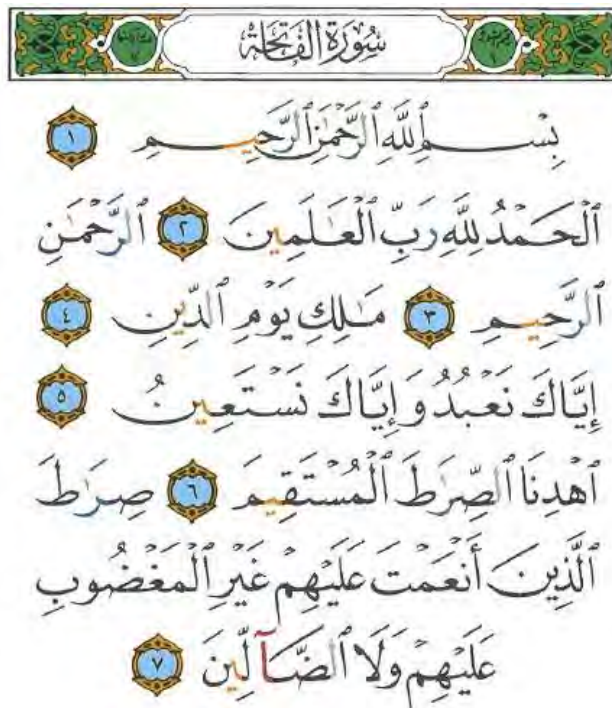 سُورَةُ الفَاتِحَةِ
بِسْمِ ٱللَّهِ ٱلرَّحْمَٰنِ ٱلرَّحِيمِ ١
ٱلْحَمْدُ لِلَّهِ رَبِّ ٱلْعَٰلَمِينَ ٢ ٱلرَّحْمَٰنِ
ٱلرَّحِيمِ ٣ مَٰلِكِ يَوْمِ ٱلدِّينِ ٤
إِيَّاكَ نَعْبُدُ وَإِيَّاكَ نَسْتَعِينُ ٥
ٱهْدِنَا ٱلصِّرَٰطَ ٱلْمُسْتَقِيمَ ٦ صِرَٰطَ
ٱلَّذِينَ أَنْعَمْتَ عَلَيْهِمْ غَيْرِ ٱلْمَغْضُوبِ
عَلَيْهِمْ وَلَا ٱلضَّآلِّينَ ٧